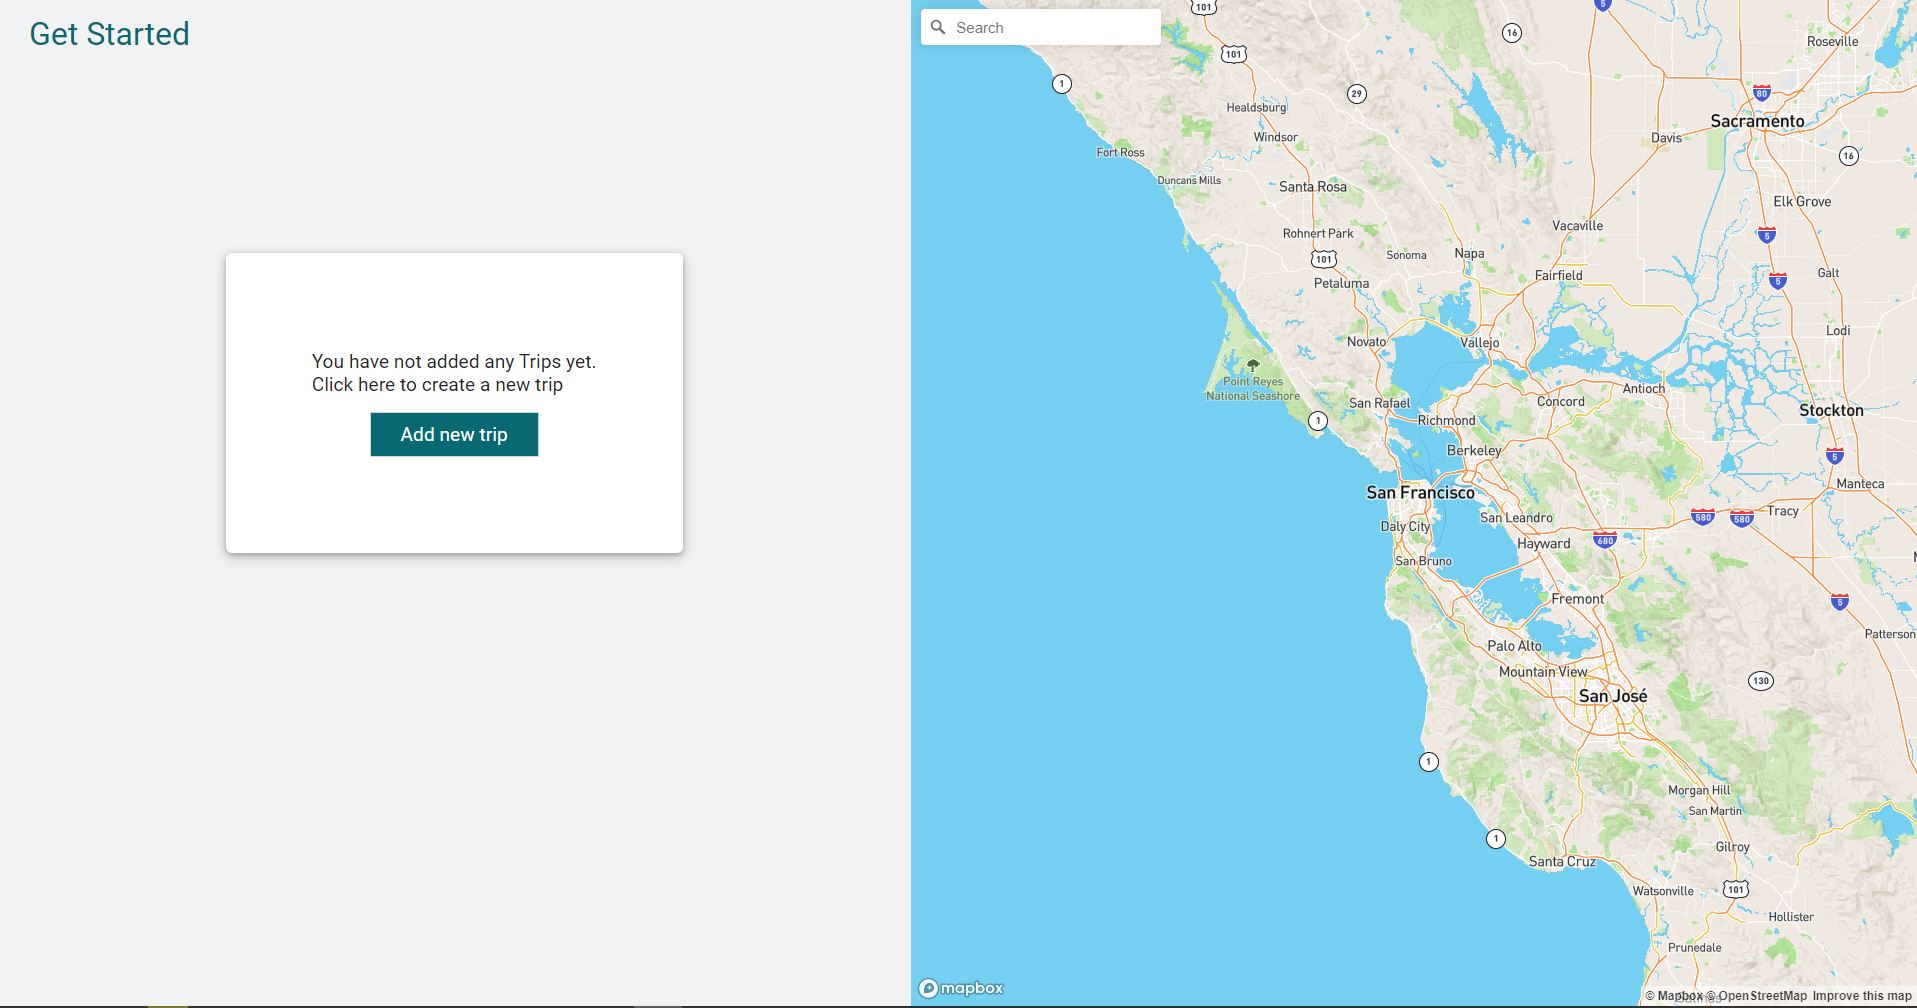 Get Started
You have not added any Trips yet.
Click here to create a new trip
Add new trip
Search
101
5
16
Roseville
101
1
29
80
Healdsburg
Sacramento
Windsor
Davis
Fort Ross
16
Duncans Mills
Santa Rosa
Elk Grove
Vacaville
Rohnert Park
5
Sonoma
Napa
101
Galt
Fairfield
5
Petaluma
Lodi
Novato
Vallejo
Point Reyes
National Seashore
Antioch
San Rafael
Concord
Stockton
1
Richmond
Berkeley
5
Manteca
San Francisco
Tracy
580
580
San Leandro
Daly City
Hayward
680
San Bruno
Fremont
5
Patterson
Palo Alto
Mountain View
130
San José
1
Morgan Hill
San Martin
1
Gilroy
Santa Cruz
Watsonville
101
Hollister
Prunedale
mapbox
© Mapbox © OpenStreetMap Improve this map